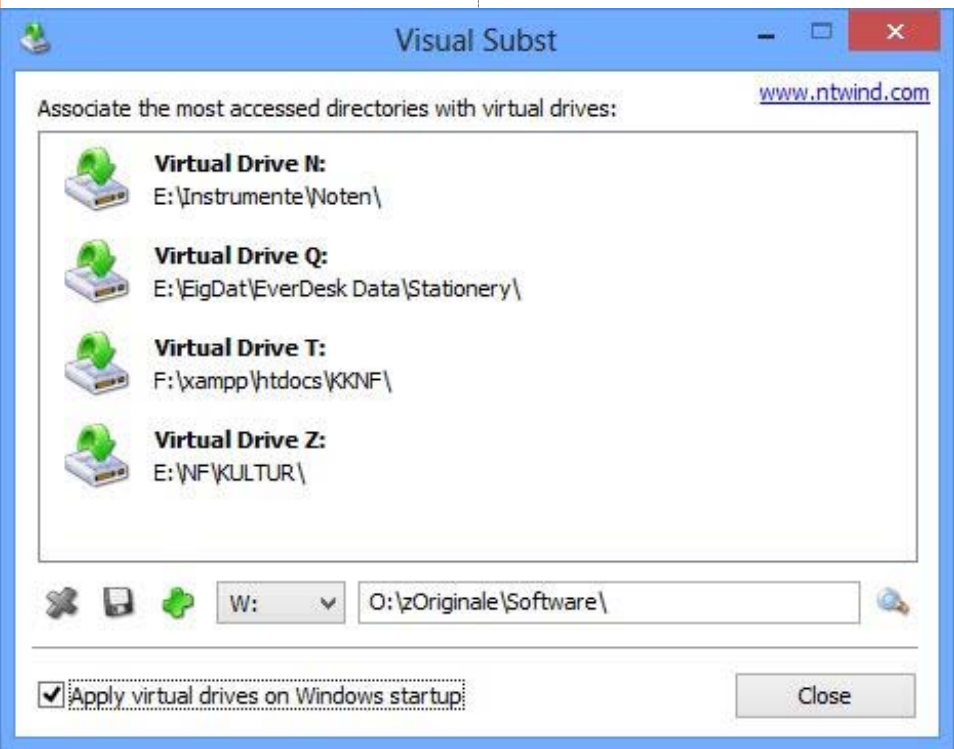 Visual Subst
www.ntwind.com
Associate the most accessed directories with virtual drives:
Virtual Drive N:
E:\Instrumente\Noten\
Virtual Drive Q:
E:\EigDat\EverDesk Data\Stationery\
Virtual Drive T:
F:\xampp\htdocs\KKNF\
Virtual Drive Z:
E:\NF\KULTUR\
W: O:\zOriginale\Software\
Apply virtual drives on Windows startup Close